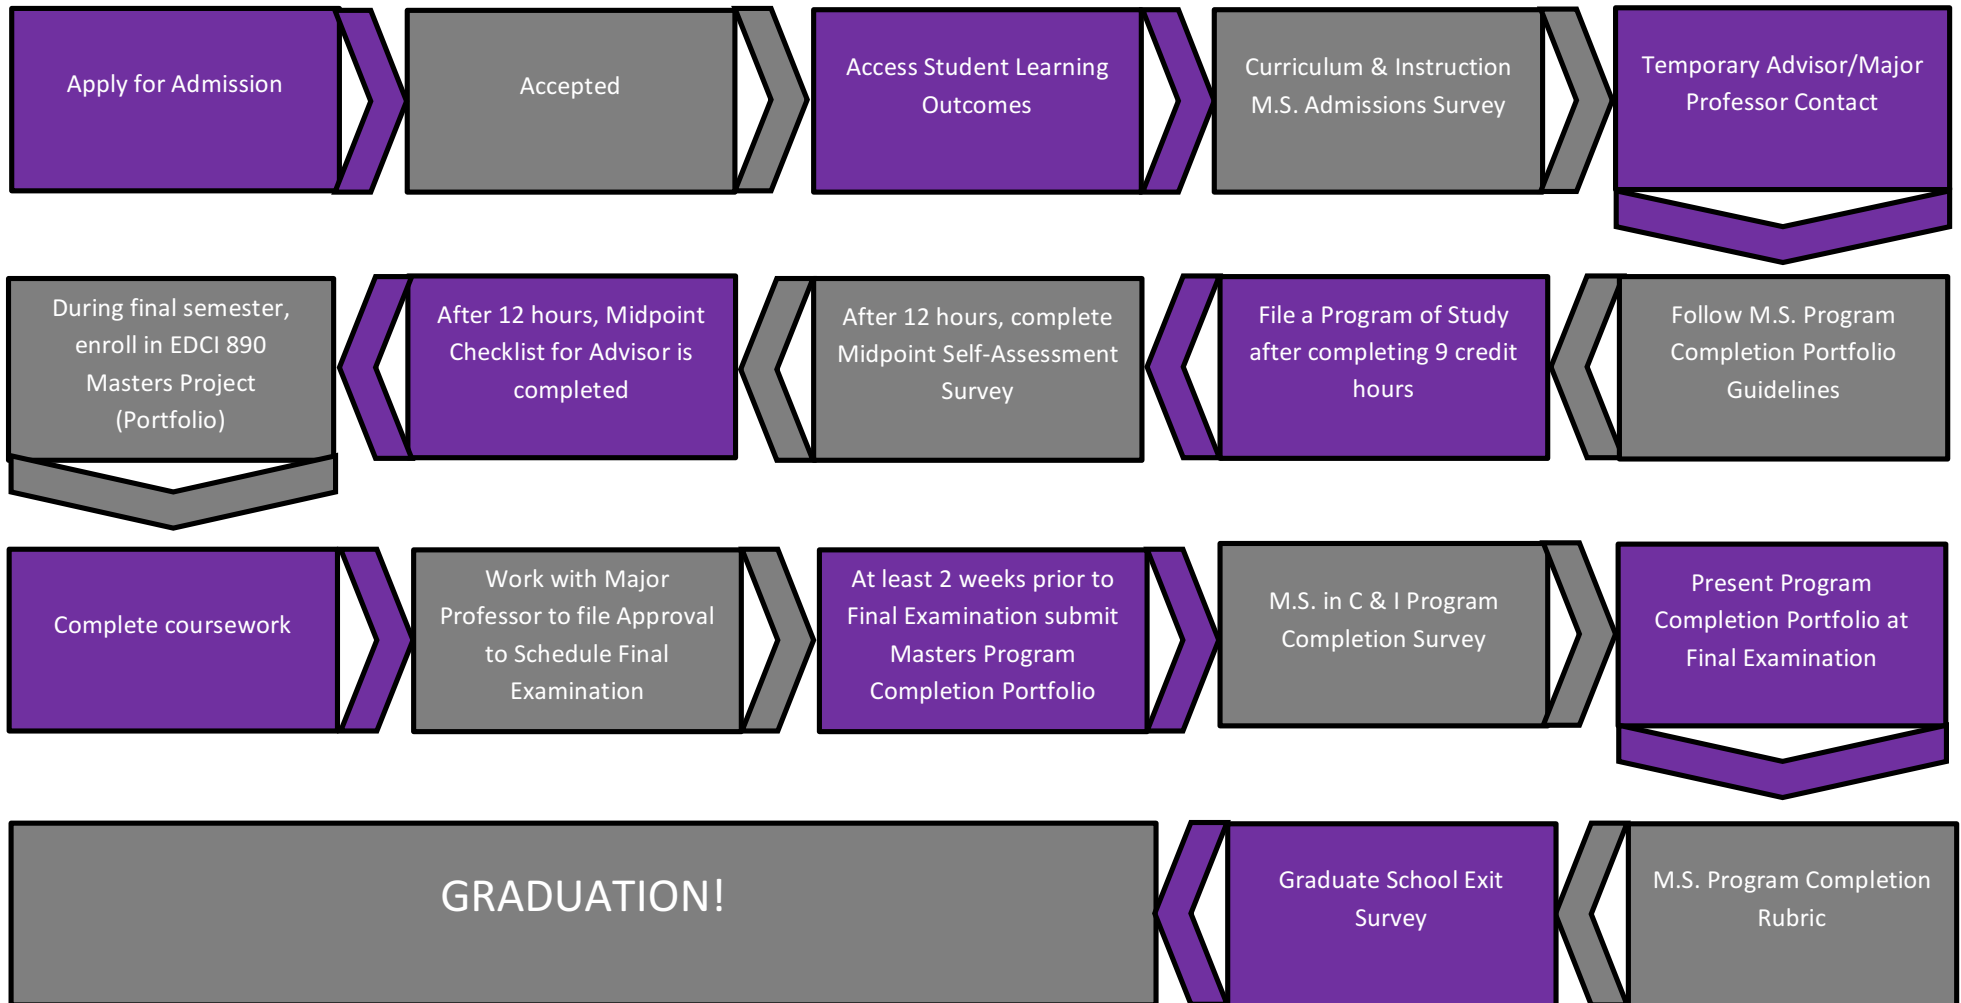 Apply for Admission
Accepted
Access Student Learning
Outcomes
Curriculum & Instruction
M.S. Admissions Survey
Temporary Advisor/Major
Professor Contact
Follow M.S. Program
Completion Portfolio
Guidelines
File a Program of Study
after completing 9 credit
hours
After 12 hours, complete
Midpoint Self-Assessment
Survey
After 12 hours, Midpoint
Checklist for Advisor is
completed
During final semester,
enroll in EDCI 890
Masters Project
(Portfolio)
Complete coursework
Work with Major
Professor to file Approval
to Schedule Final
Examination
At least 2 weeks prior to
Final Examination submit
Masters Program
Completion Portfolio
M.S. in C & I Program
Completion Survey
Present Program
Completion Portfolio at
Final Examination
M.S. Program Completion
Rubric
Graduate School Exit
Survey
GRADUATION!